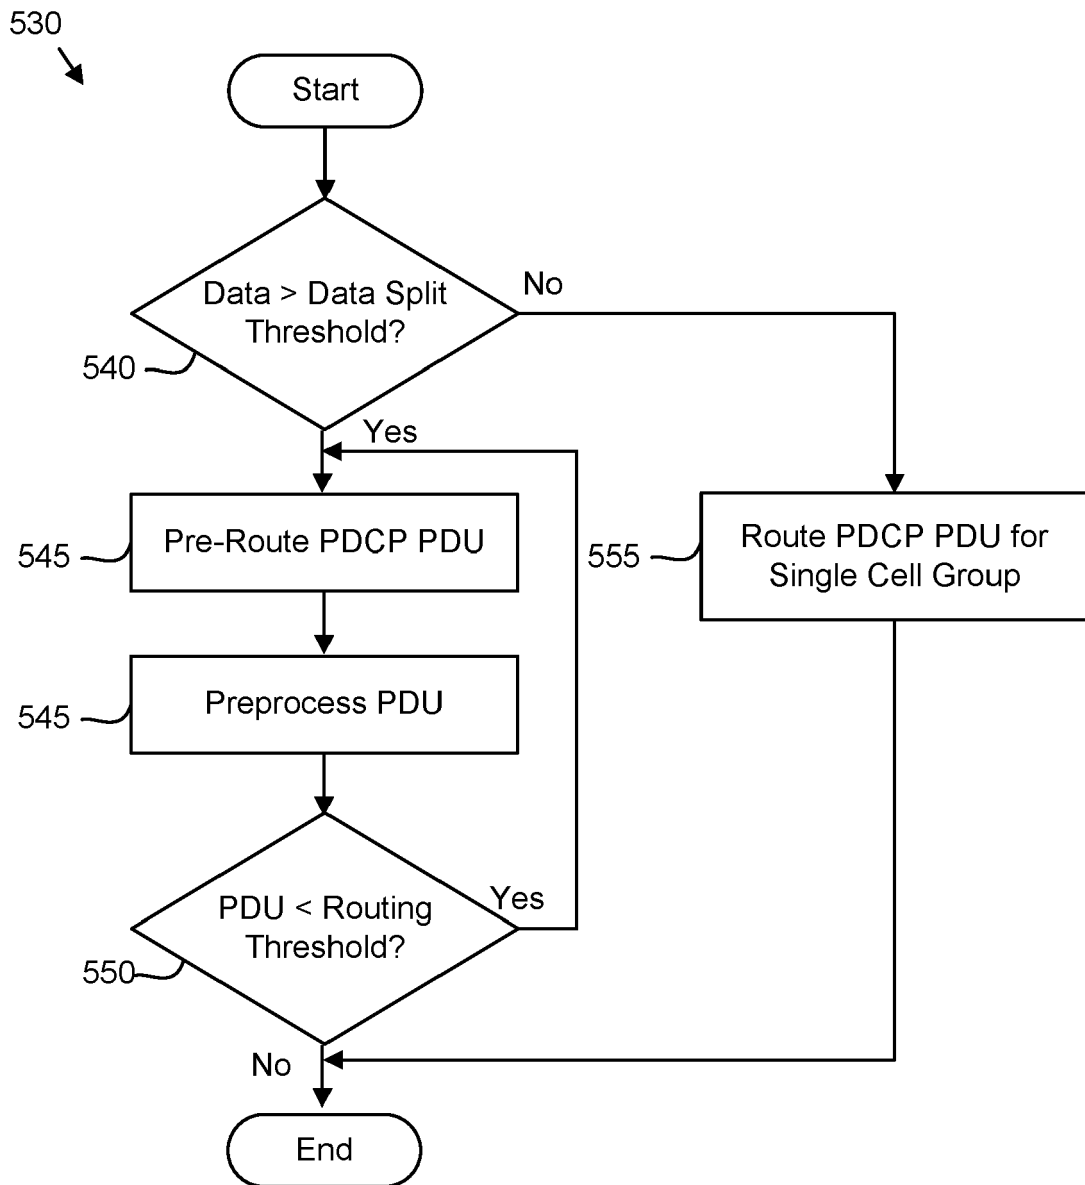 530
Start
Data > Data Split
Threshold?
No
540
Yes
Pre-Route PDCP PDU
545
Route PDCP PDU for
Single Cell Group
555
Preprocess PDU
545
PDU < Routing
Threshold?
Yes
550
No
End